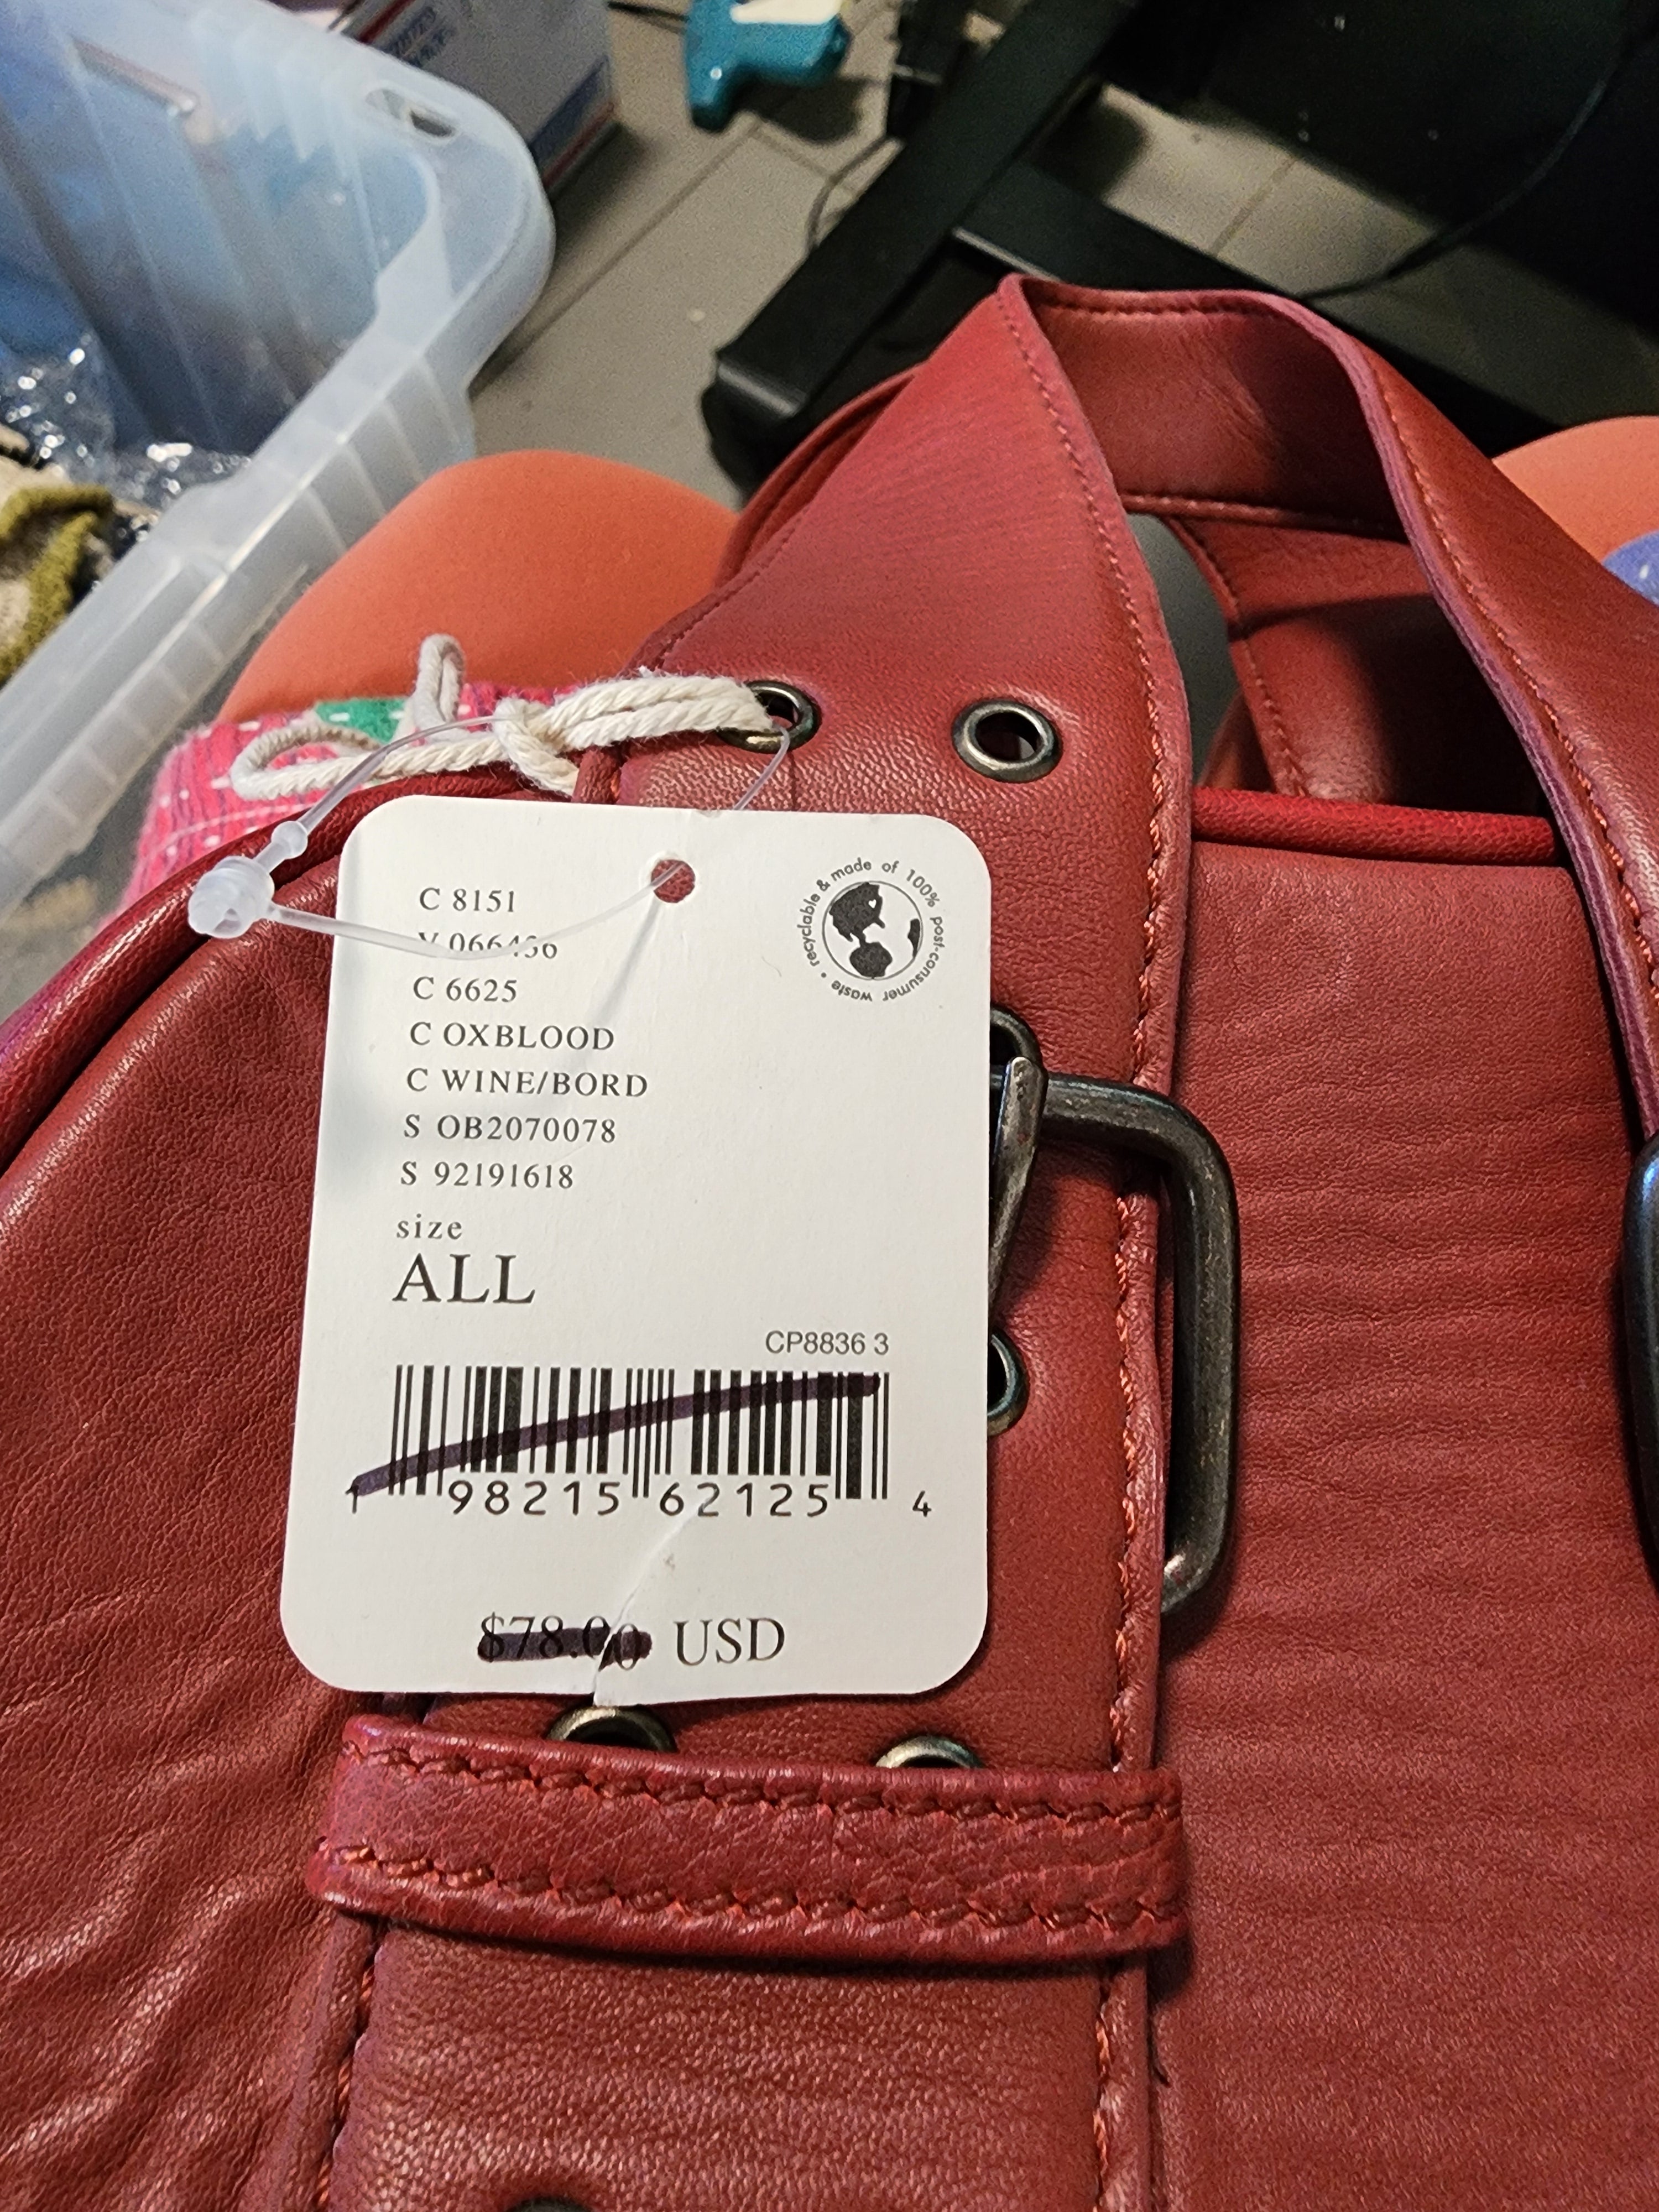 C 8151
V 066436
C 6625
C OXBLOOD
C WINE/BORD
S OB2070078
S 92191618
size
ALL
recyclable & made of 100% post-consumer waste •
CP8836 3
1 98215 62125 4
$78.00 USD